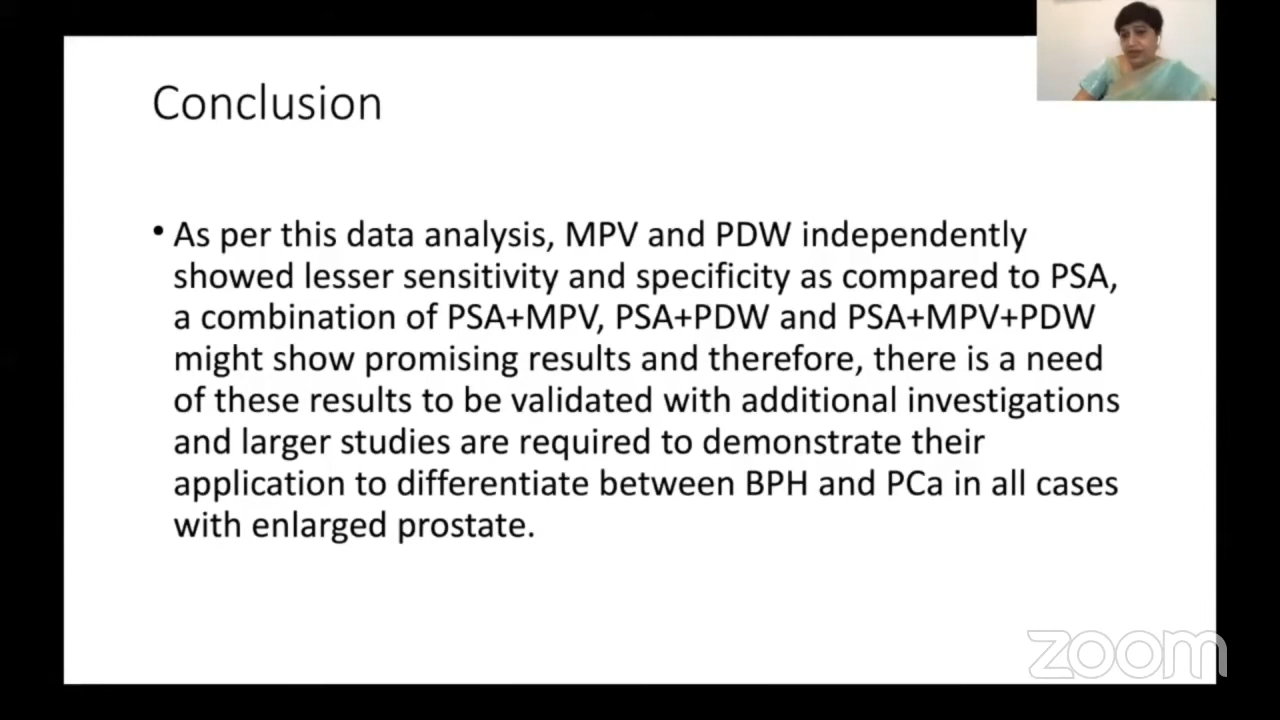 Conclusion
• As per this data analysis, MPV and PDW independently
showed lesser sensitivity and specificity as compared to PSA,
a combination of PSA+MPV, PSA+PDW and PSA+MPV+PDW
might show promising results and therefore, there is a need
of these results to be validated with additional investigations
and larger studies are required to demonstrate their
application to differentiate between BPH and PCa in all cases
with enlarged prostate.
zoom